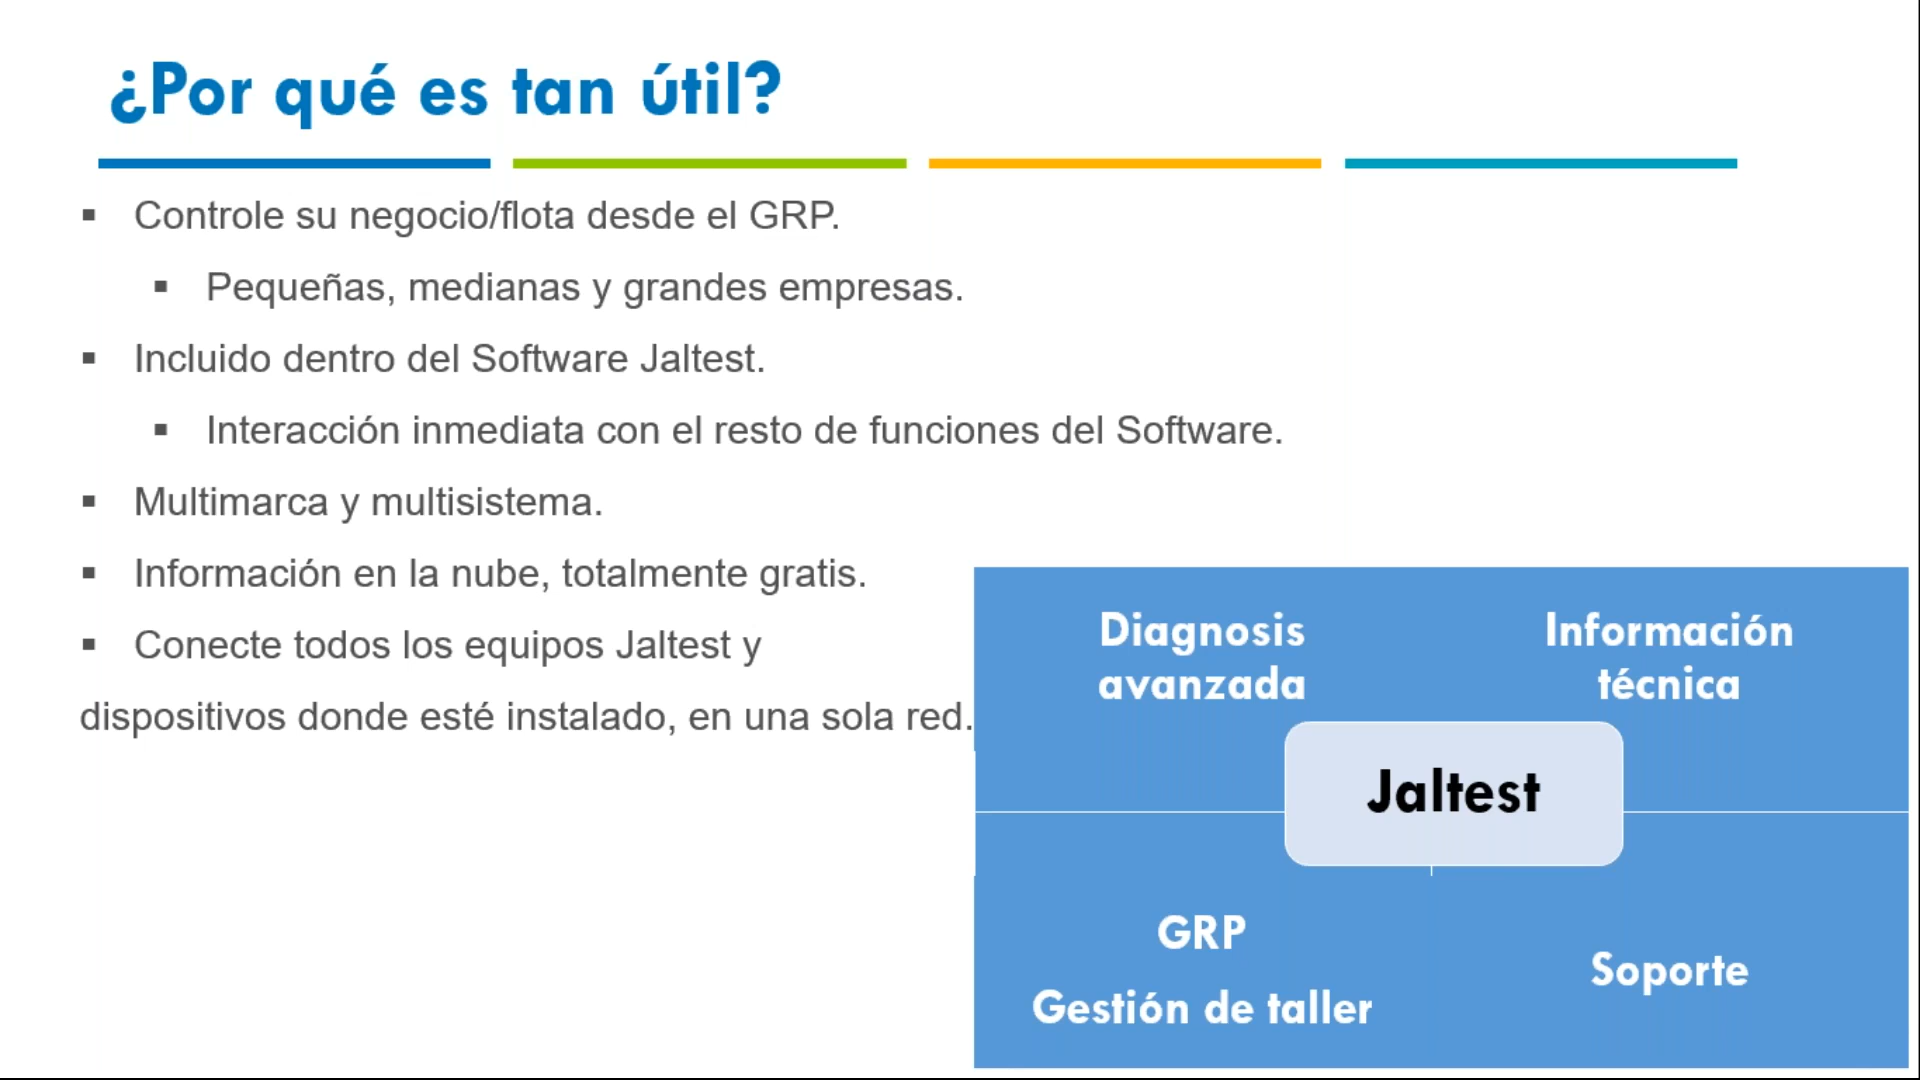 ¿Por qué es tan útil?
▪ Controle su negocio/flota desde el GRP.
▪ Pequeñas, medianas y grandes empresas.
▪ Incluido dentro del Software Jaltest.
▪ Interacción inmediata con el resto de funciones del Software.
▪ Multimarca y multisistema.
▪ Información en la nube, totalmente gratis.
▪ Conecte todos los equipos Jaltest y
dispositivos donde esté instalado, en una sola red.
Diagnosis
avanzada
Información
técnica
Jaltest
GRP
Gestión de taller
Soporte